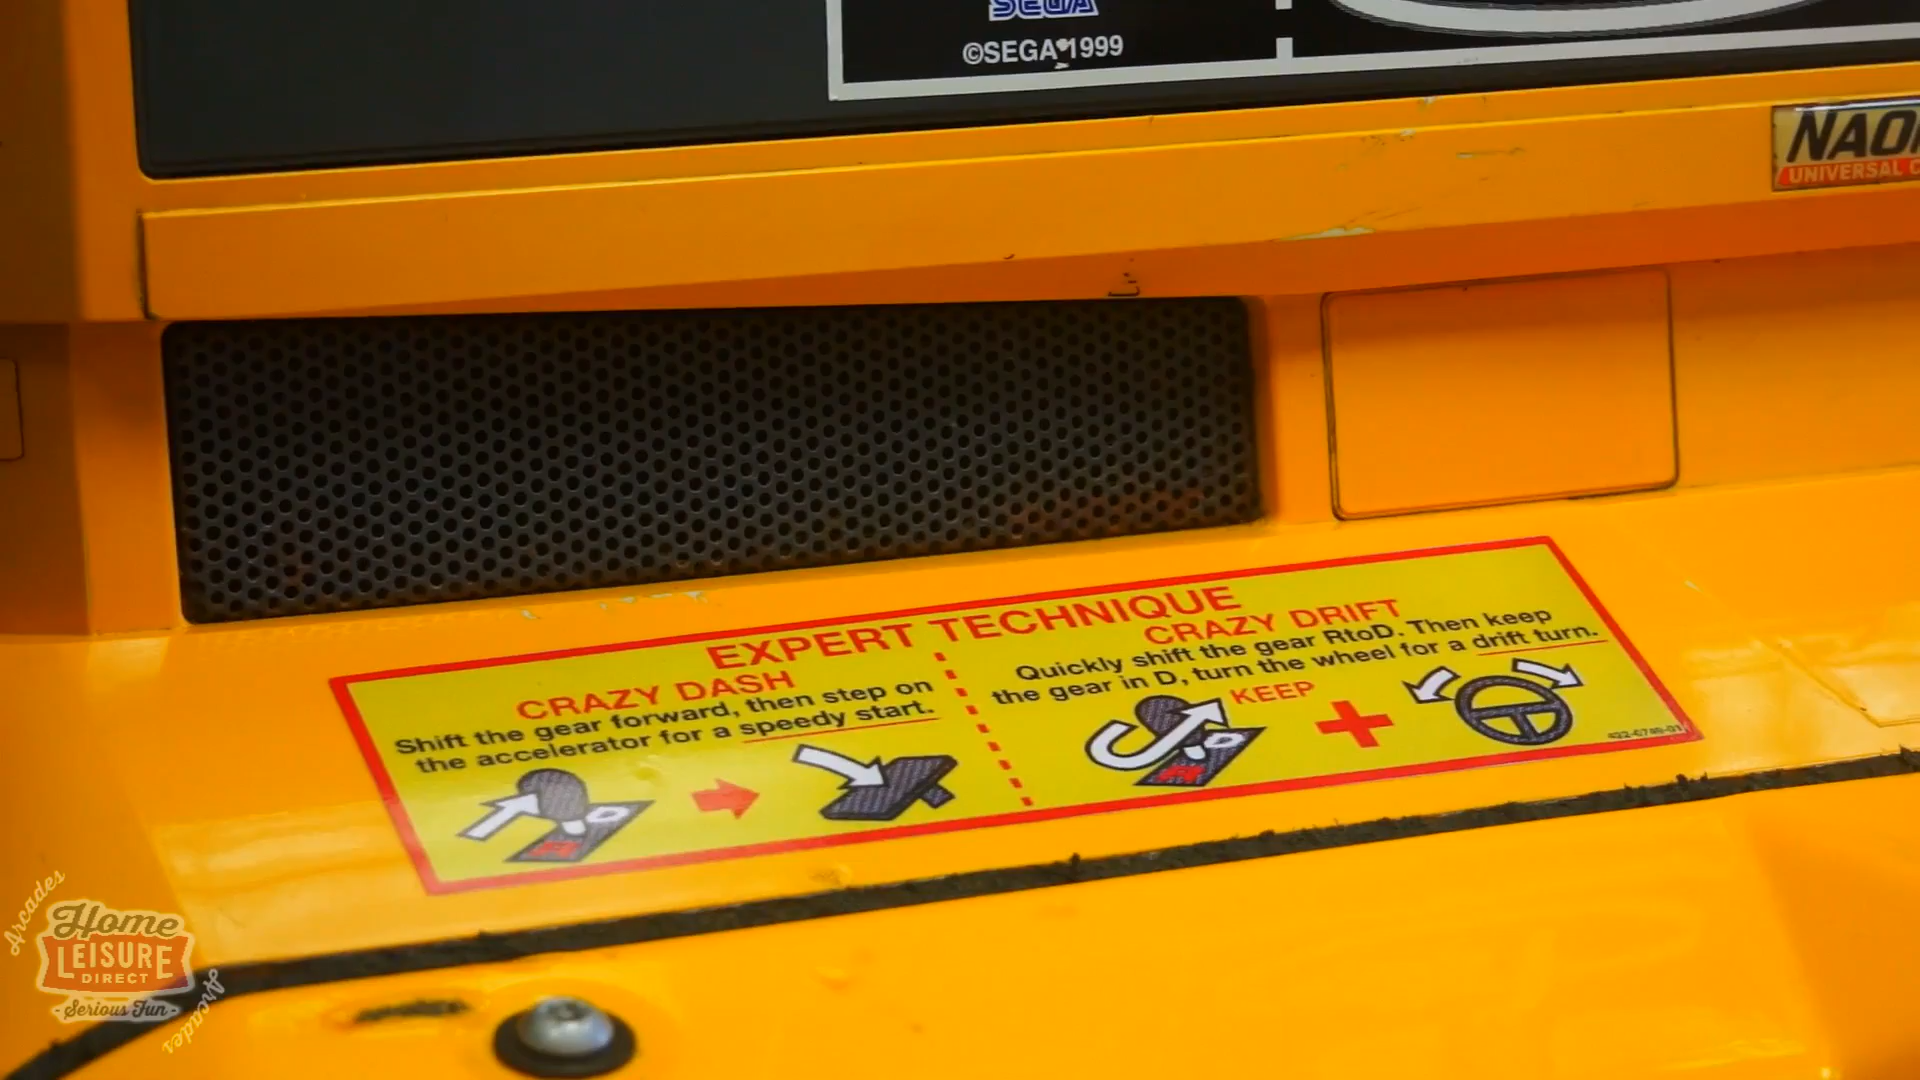 SEGA
©SEGA 1999
NAO
UNIVERSAL
EXPERT TECHNIQUE
CRAZY DASH
Shift the gear forward, then step on
the accelerator for a speedy start.
CRAZY DRIFT
Quickly shift the gear RtoD. Then keep
the gear in D, turn the wheel for a drift turn.
KEEP
Arcades
Home
LEISURE
DIRECT
- Serious Fun -
Arcades